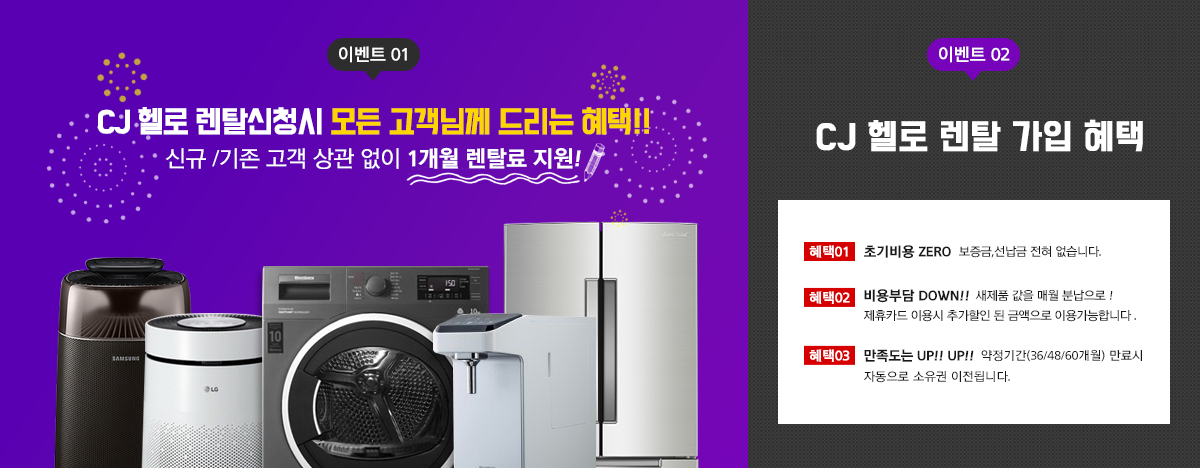 이벤트 01
CJ 헬로 렌탈신청시 모든 고객님께 드리는 혜택!!
신규 /기존 고객 상관 없이 1개월 렌탈료 지원!
SAMSUNG
LG
150
10
이벤트 02
CJ 헬로 렌탈 가입 혜택
혜택01 초기비용 ZERO 보증금,선납금 전혀 없습니다.
혜택02 비용부담 DOWN!! 새제품 값을 매월 분납으로 !
제휴카드 이용시 추가할인 된 금액으로 이용가능합니다 .
혜택03 만족도는 UP!! UP!! 약정기간(36/48/60개월) 만료시
자동으로 소유권 이전됩니다.